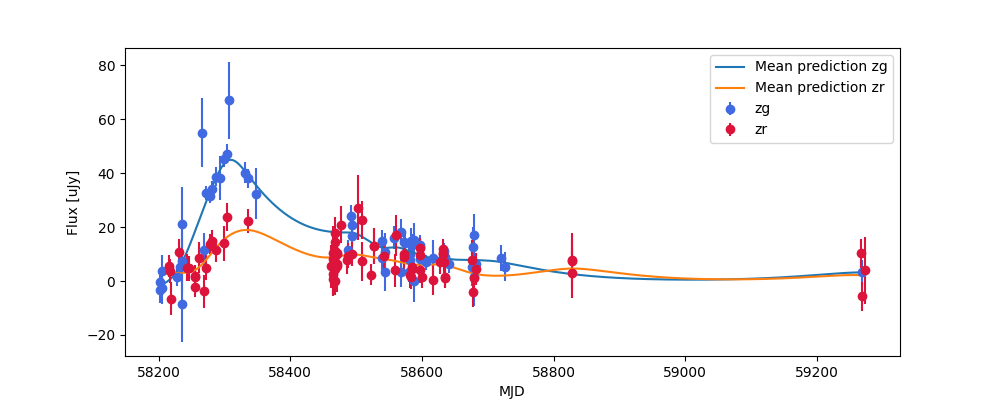 Flux [uJy]
80
60
40
20
0
−20
58200
58400
58600
58800
59000
59200
MJD
Mean prediction zg
Mean prediction zr
zg
zr